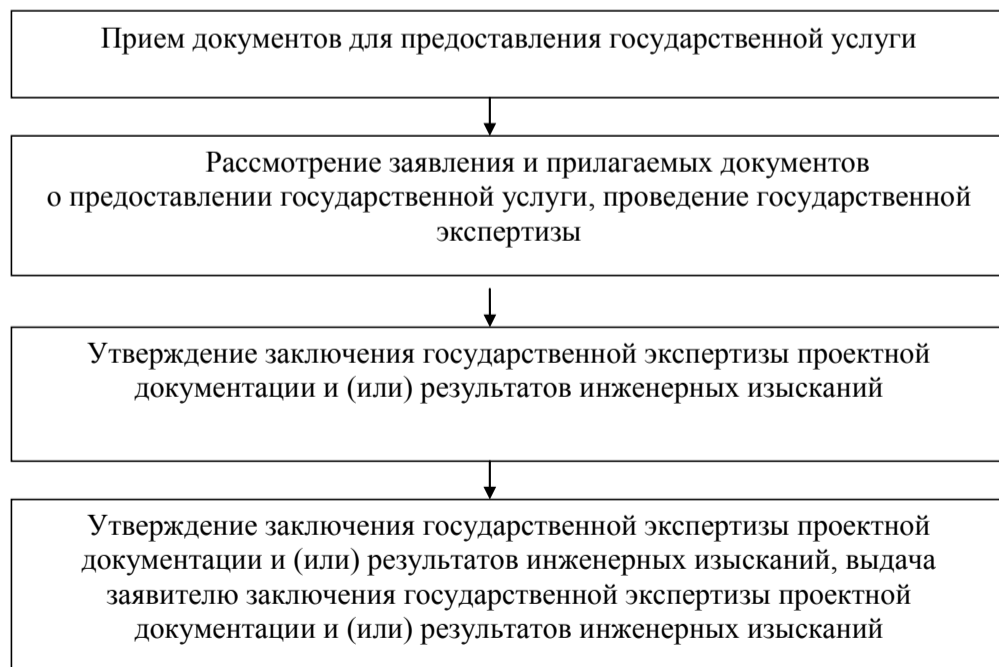 Прием документов для предоставления государственной услуги
Рассмотрение заявления и прилагаемых документов
о предоставлении государственной услуги, проведение государственной
экспертизы
Утверждение заключения государственной экспертизы проектной
документации и (или) результатов инженерных изысканий
Утверждение заключения государственной экспертизы проектной
документации и (или) результатов инженерных изысканий, выдача
заявителю заключения государственной экспертизы проектной
документации и (или) результатов инженерных изысканий